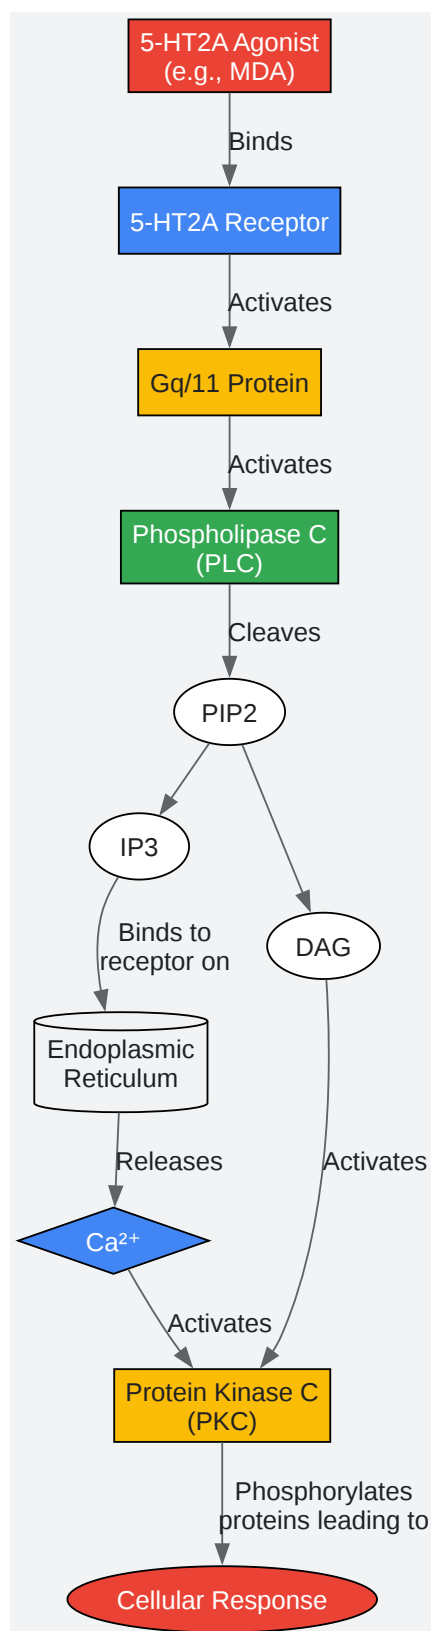 5-HT2A Agonist
(e.g., MDA)
Binds
5-HT2A Receptor
Activates
Gq/11 Protein
Activates
Phospholipase C
(PLC)
Cleaves
PIP2
IP3
Binds to
receptor on
DAG
Endoplasmic
Reticulum
Releases
Activates
Ca²⁺
Activates
Protein Kinase C
(PKC)
Phosphorylates
proteins leading to
Cellular Response